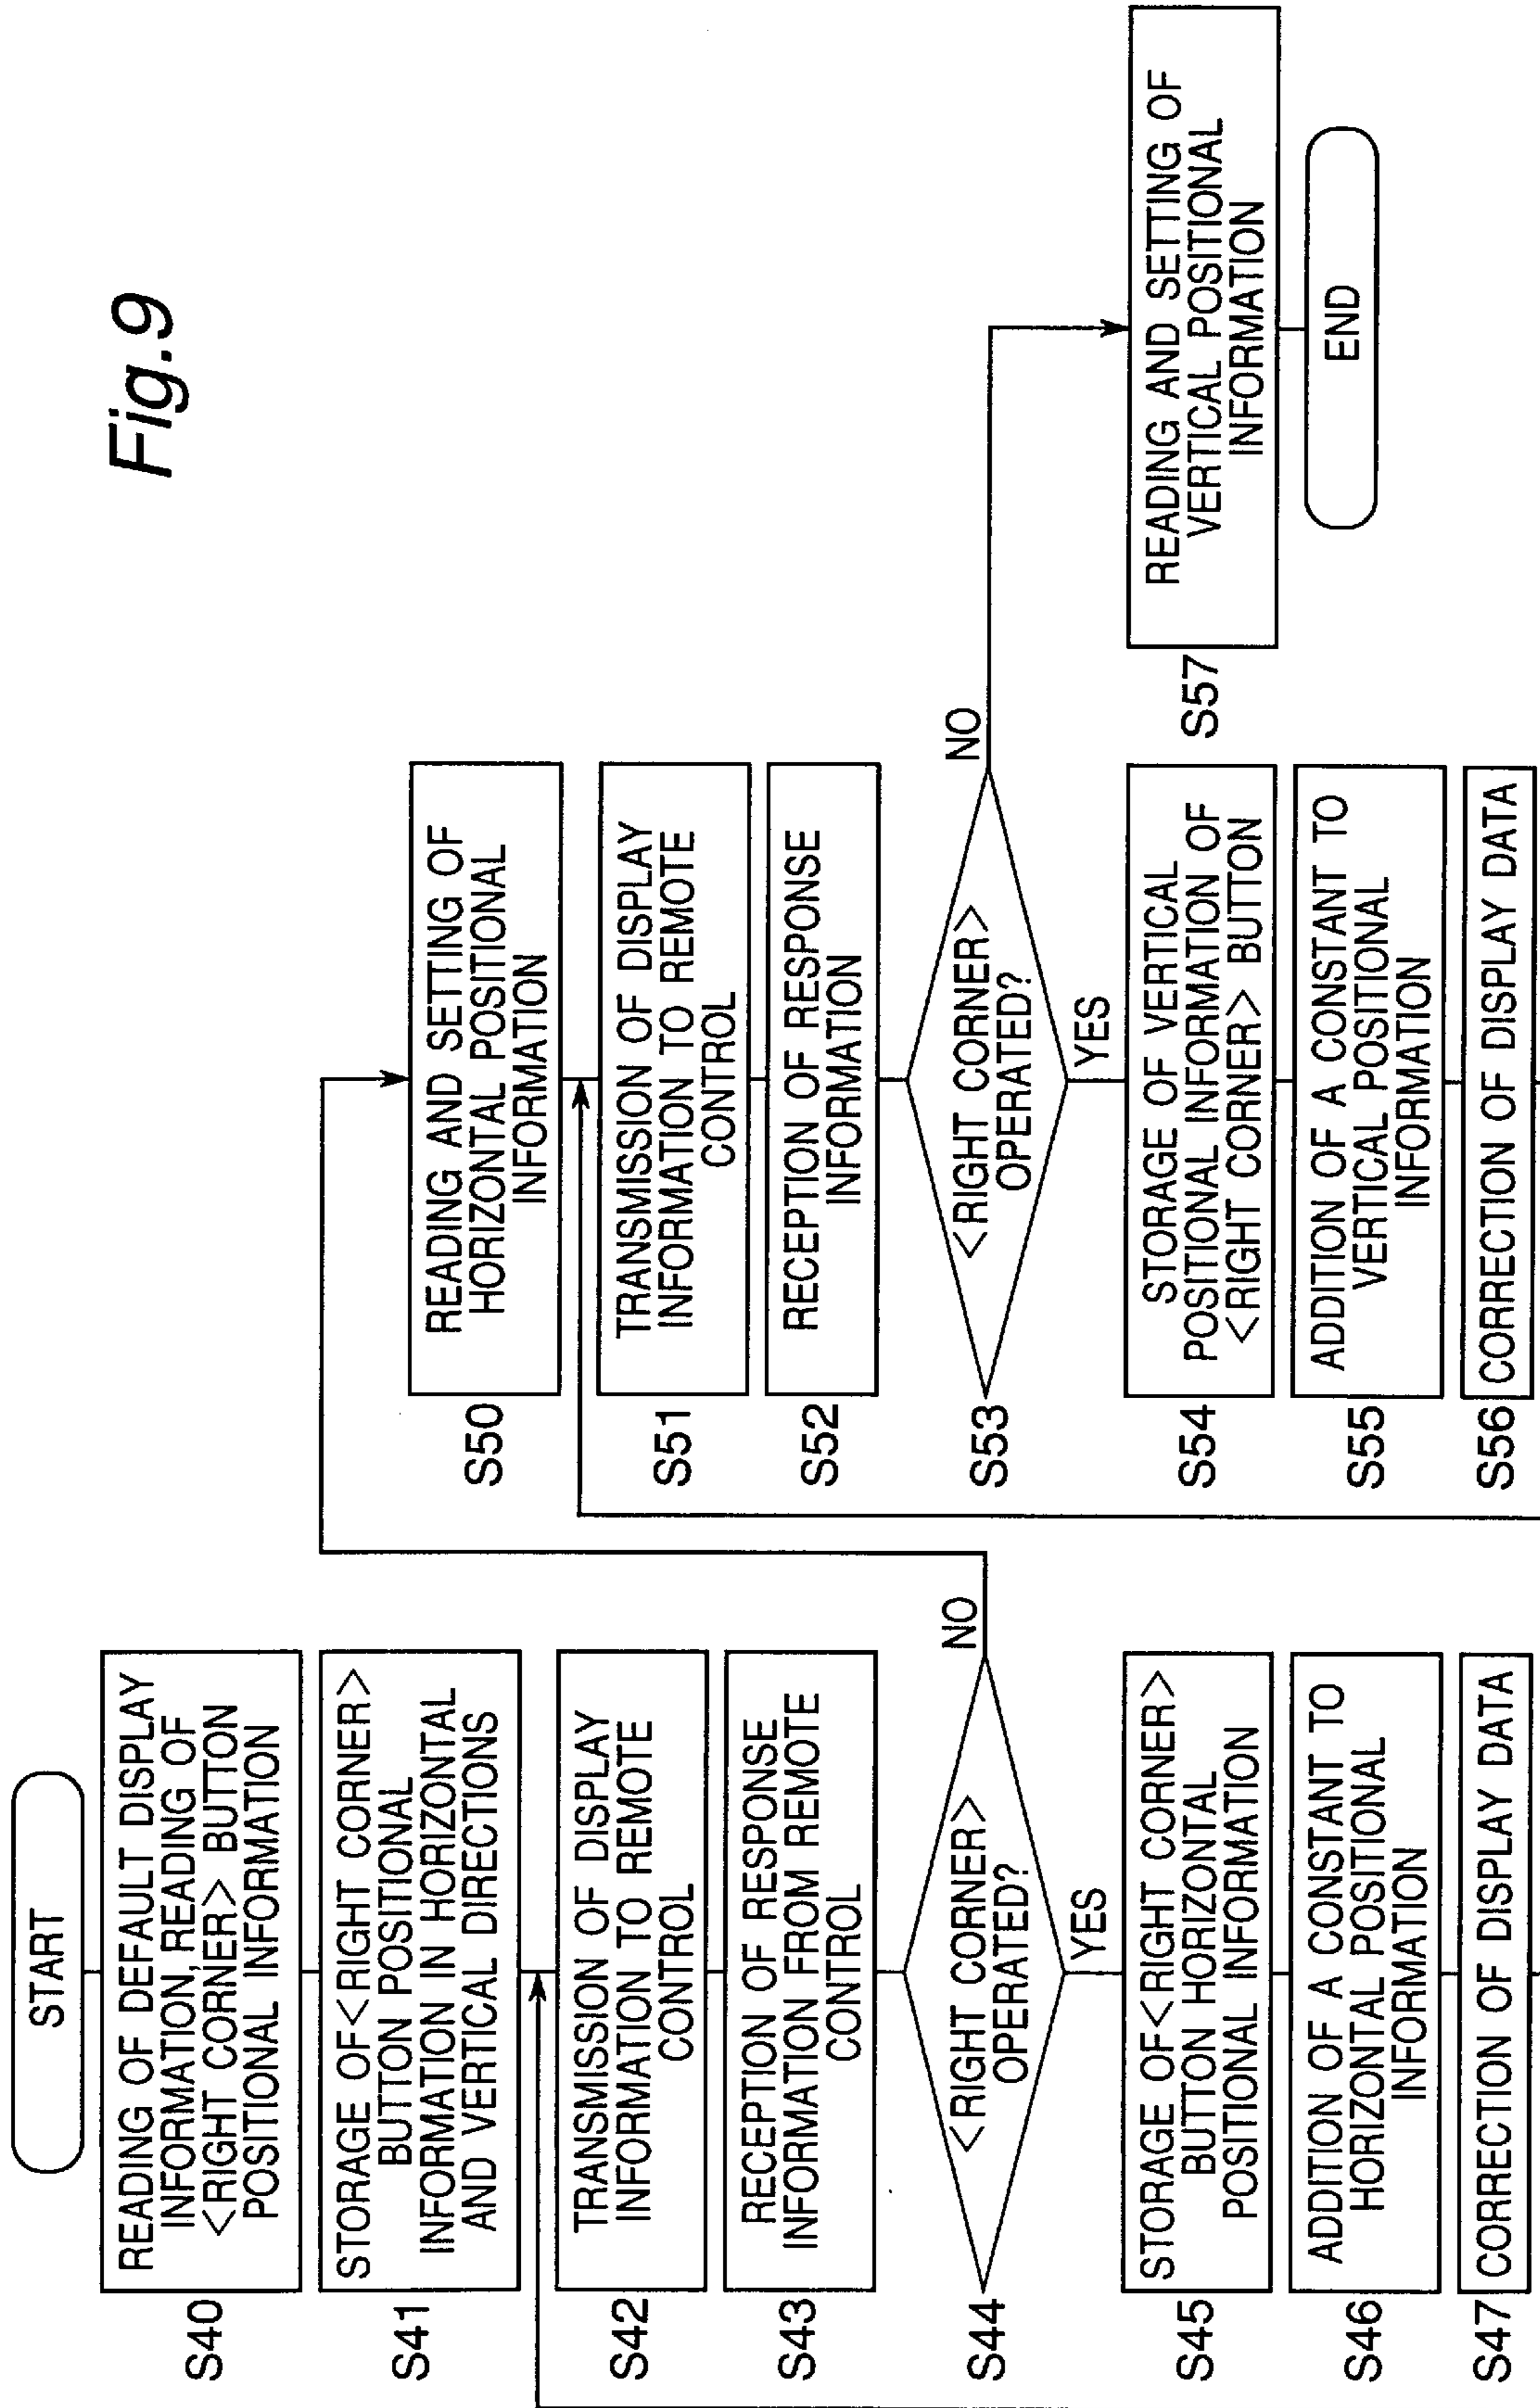 Fig.9
START
S40
READING OF DEFAULT DISPLAY
INFORMATION, READING OF
<RIGHT CORNER> BUTTON
POSITIONAL INFORMATION
S41
STORAGE OF<RIGHT CORNER>
BUTTON POSITIONAL
INFORMATION IN HORIZONTAL
AND VERTICAL DIRECTIONS
S42
TRANSMISSION OF DISPLAY
INFORMATION TO REMOTE
CONTROL
S43
RECEPTION OF RESPONSE
INFORMATION FROM REMOTE
CONTROL
S44
<RIGHT CORNER>
OPERATED?
NO
YES
S45
STORAGE OF<RIGHT CORNER>
BUTTON HORIZONTAL
POSITIONAL INFORMATION
S46
ADDITION OF A CONSTANT TO
HORIZONTAL POSITIONAL
INFORMATION
S47
CORRECTION OF DISPLAY DATA
S50
READING AND SETTING OF
HORIZONTAL POSITIONAL
INFORMATION
S51
TRANSMISSION OF DISPLAY
INFORMATION TO REMOTE
CONTROL
S52
RECEPTION OF RESPONSE
INFORMATION
S53
<RIGHT CORNER>
OPERATED?
NO
YES
S54
STORAGE OF VERTICAL
POSITIONAL INFORMATION OF
<RIGHT CORNER> BUTTON
S55
ADDITION OF A CONSTANT TO
VERTICAL POSITIONAL
INFORMATION
S56
CORRECTION OF DISPLAY DATA
S57
READING AND SETTING OF
VERTICAL POSITIONAL
INFORMATION
END